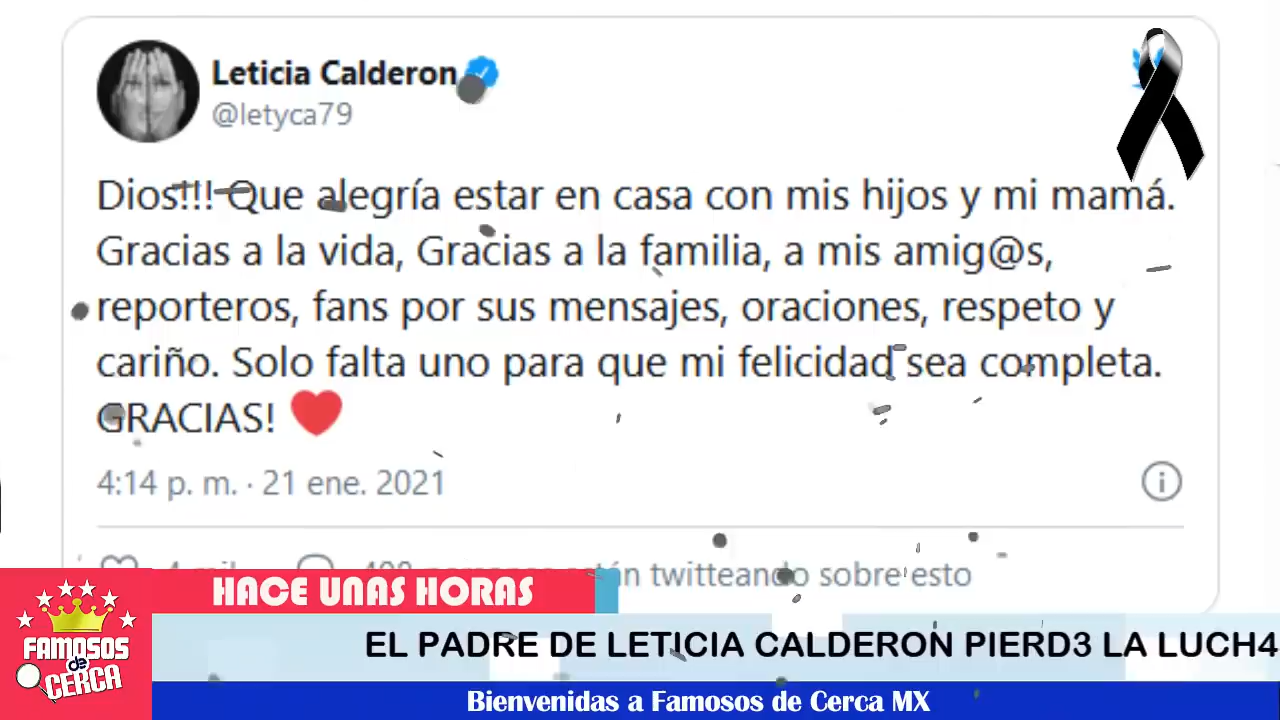 Leticia Calderon
@letyca79
Dios!!! Que alegría estar en casa con mis hijos y mi mamá.
Gracias a la vida, Gracias a la familia, a mis amig@s,
reporteros, fans por sus mensajes, oraciones, respeto y
cariño. Solo falta uno para que mi felicidad sea completa.
GRACIAS!
4:14 p. m. · 21 ene. 2021
twitteando sobre esto
HACE UNAS HORAS
EL PADRE DE LETICIA CALDERON PIERD3 LA LUCH4
FAMOSOS
de
CERCA
Bienvenidas a Famosos de Cerca MX